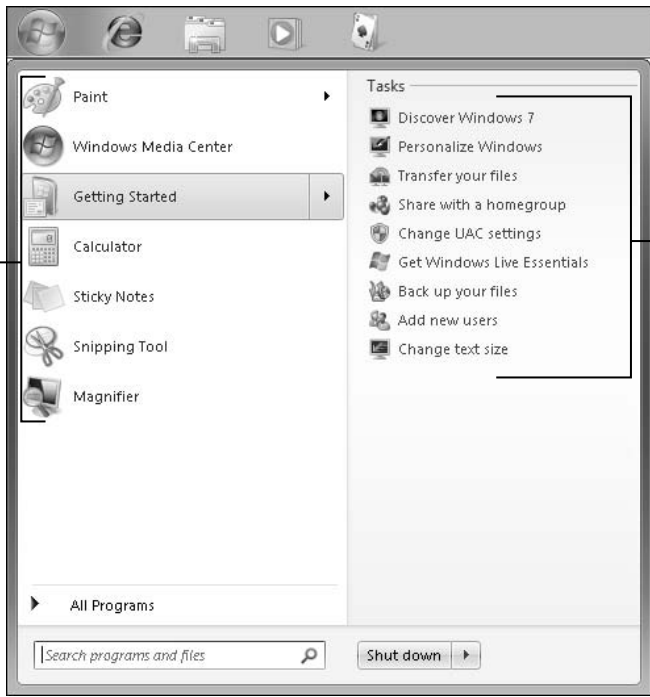 Paint
Windows Media Center
Getting Started
Calculator
Sticky Notes
Snipping Tool
Magnifier
All Programs
Search programs and files
Tasks
Discover Windows 7
Personalize Windows
Transfer your files
Share with a homegroup
Change UAC settings
Get Windows Live Essentials
Back up your files
Add new users
Change text size
Shut down